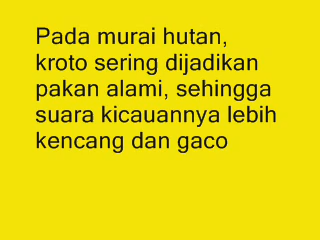 Pada murai hutan,
kroto sering dijadikan
pakan alami, sehingga
suara kicauannya lebih
kencang dan gaco